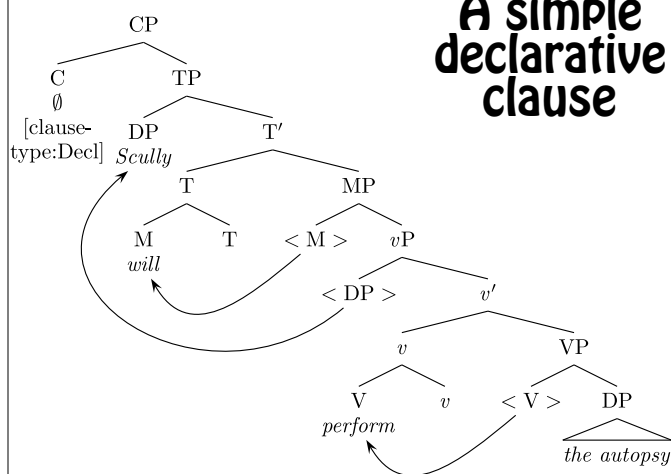 A simple
declarative
clause
CP
C TP
∅
[clause-
type:Decl]
DP T′
Scully
T MP
M T < M > vP
will
< DP > v′
v VP
V v < V > DP
perform
the autopsy